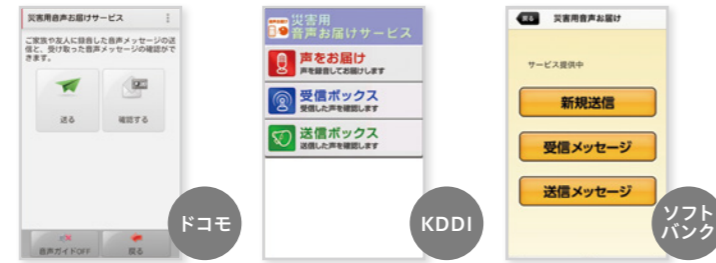 災害用音声お届けサービス
ご家族や友人に録音した音声メッセージの送
信と、受け取った音声メッセージの確認がで
きます。
送る
確認する
音声ガイドOFF
戻る
ドコモ
災害用
音声お届けサービス
声をお届け
声を録音してお届けします
受信ボックス
受信した声を確認します
送信ボックス
送信した声を確認します
KDDI
戻る
災害用音声お届け
サービス提供中
新規送信
受信メッセージ
送信メッセージ
ソフト
バンク